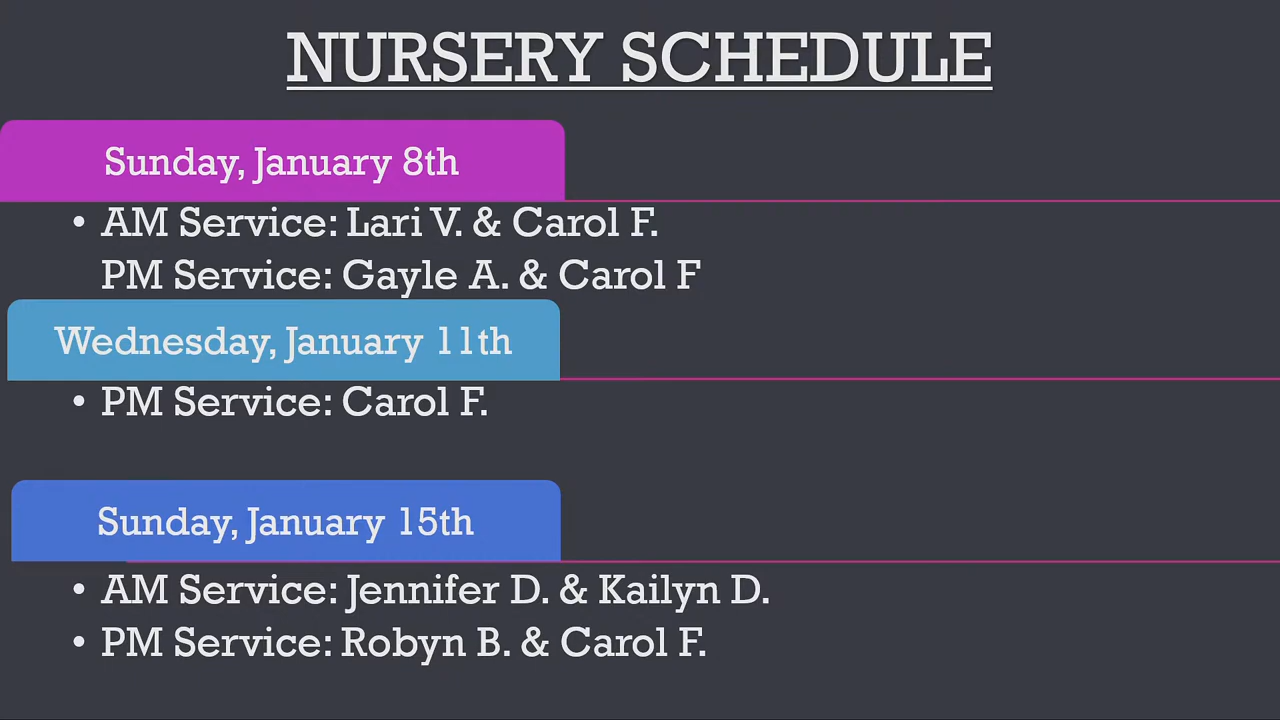 NURSERY SCHEDULE
Sunday, January 8th
• AM Service: Lari V. & Carol F.
PM Service: Gayle A. & Carol F
Wednesday, January 11th
• PM Service: Carol F.
Sunday, January 15th
• AM Service: Jennifer D. & Kailyn D.
• PM Service: Robyn B. & Carol F.